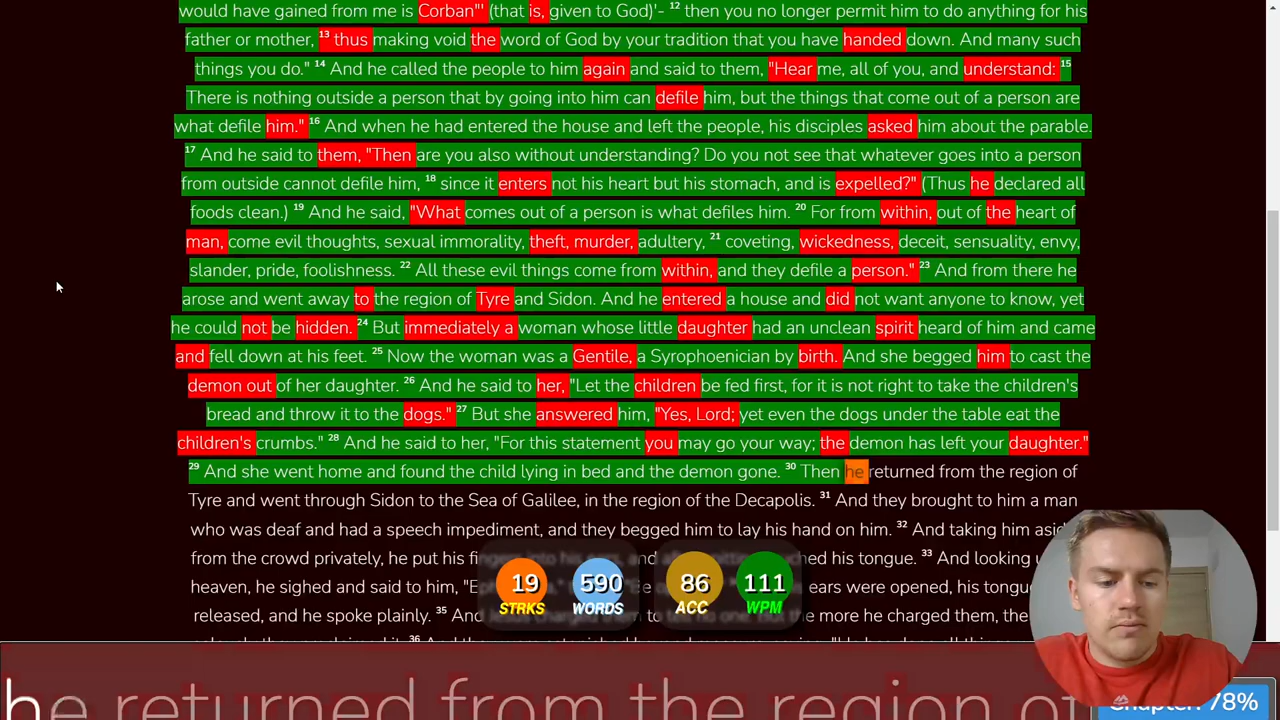 would have gained from me is Corban"' (that is, given to God)'- 12 then you no longer permit him to do anything for his
father or mother, 13 thus making void the word of God by your tradition that you have handed down. And many such
things you do." 14 And he called the people to him again and said to them, "Hear me, all of you, and understand: 15
There is nothing outside a person that by going into him can defile him, but the things that come out of a person are
what defile him." 16 And when he had entered the house and left the people, his disciples asked him about the parable.
17 And he said to them, "Then are you also without understanding? Do you not see that whatever goes into a person
from outside cannot defile him, 18 since it enters not his heart but his stomach, and is expelled?" (Thus he declared all
foods clean.) 19 And he said, "What comes out of a person is what defiles him. 20 For from within, out of the heart of
man, come evil thoughts, sexual immorality, theft, murder, adultery, 21 coveting, wickedness, deceit, sensuality, envy,
slander, pride, foolishness. 22 All these evil things come from within, and they defile a person." 23 And from there he
arose and went away to the region of Tyre and Sidon. And he entered a house and did not want anyone to know, yet
he could not be hidden. 24 But immediately a woman whose little daughter had an unclean spirit heard of him and came
and fell down at his feet. 25 Now the woman was a Gentile, a Syrophoenician by birth. And she begged him to cast the
demon out of her daughter. 26 And he said to her, "Let the children be fed first, for it is not right to take the children's
bread and throw it to the dogs." 27 But she answered him, "Yes, Lord; yet even the dogs under the table eat the
children's crumbs." 28 And he said to her, "For this statement you may go your way; the demon has left your daughter."
29 And she went home and found the child lying in bed and the demon gone. 30 Then he returned from the region of
Tyre and went through Sidon to the Sea of Galilee, in the region of the Decapolis. 31 And they brought to him a man
who was deaf and had a speech impediment, and they begged him to lay his hand on him. 32 And taking him
from the crowd privately, he put his and his tongue. 33 And looking
heaven, he sighed and said to him, ears were opened, his
released, and he spoke plainly. 35 And the more he charged them, the
19 590 86 111
STRKS WORDS ACC WPM
he returned from the region of
Chapter: 78%